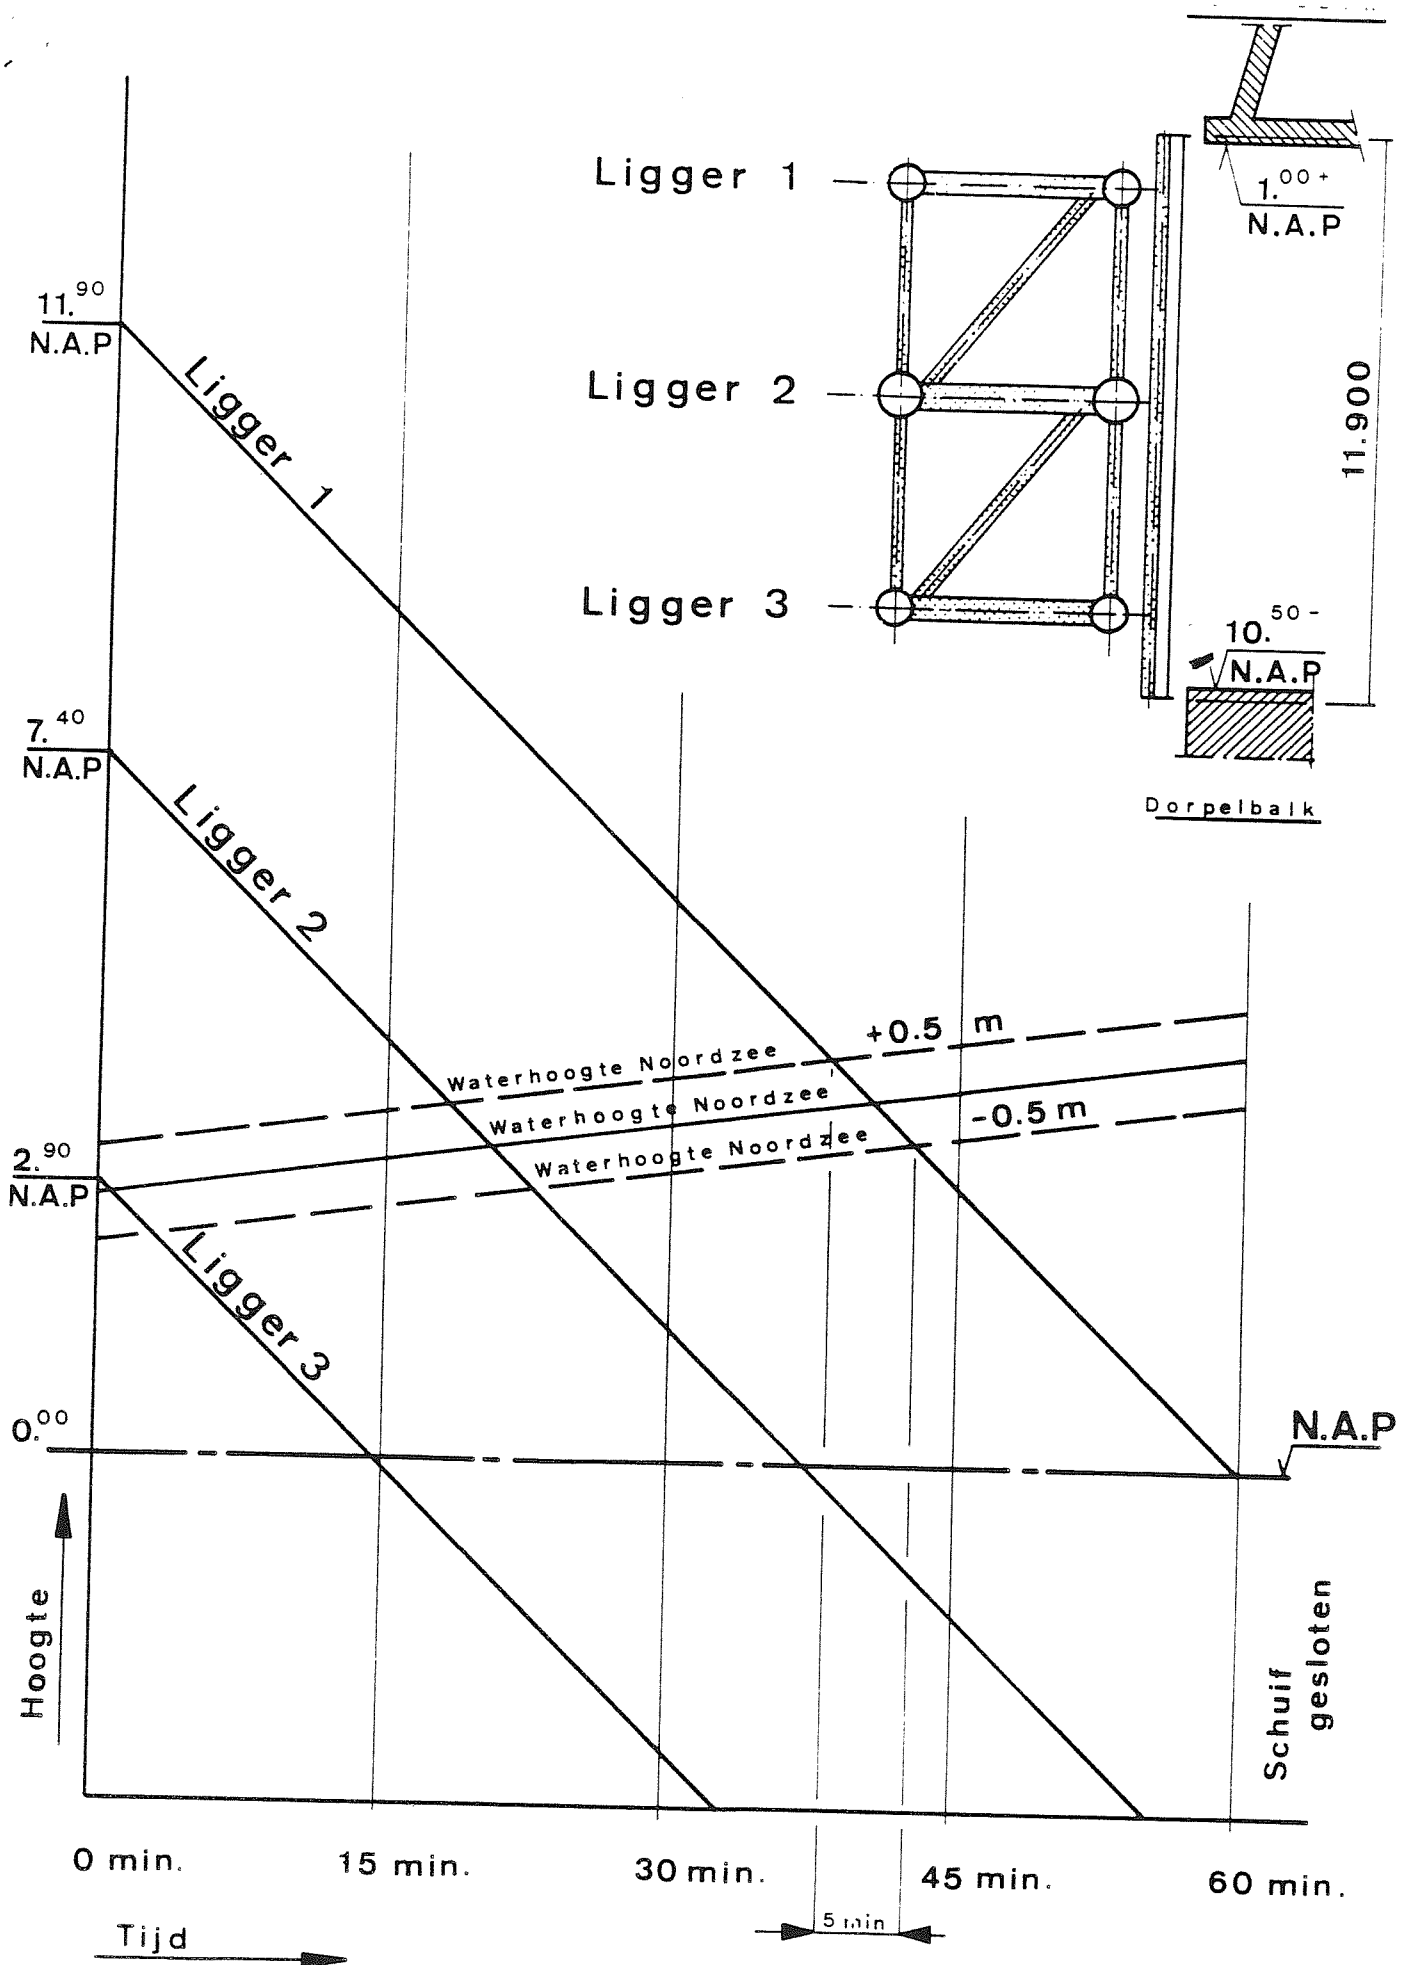 Ligger 1
1.00+
N.A.P
Ligger 2
11.900
Ligger 3
10.50-
N.A.P
Dorpelbalk
11.90
N.A.P
Ligger 1
7.40
N.A.P
Ligger 2
+0.5 m
Waterhoogte Noordzee
Waterhoogte Noordzee
-0.5 m
Waterhoogte Noordzee
2.90
N.A.P
Ligger 3
0.00
N.A.P
Hoogte
Schuif
gesloten
0 min.
15 min.
30 min.
45 min.
60 min.
5 min
Tijd